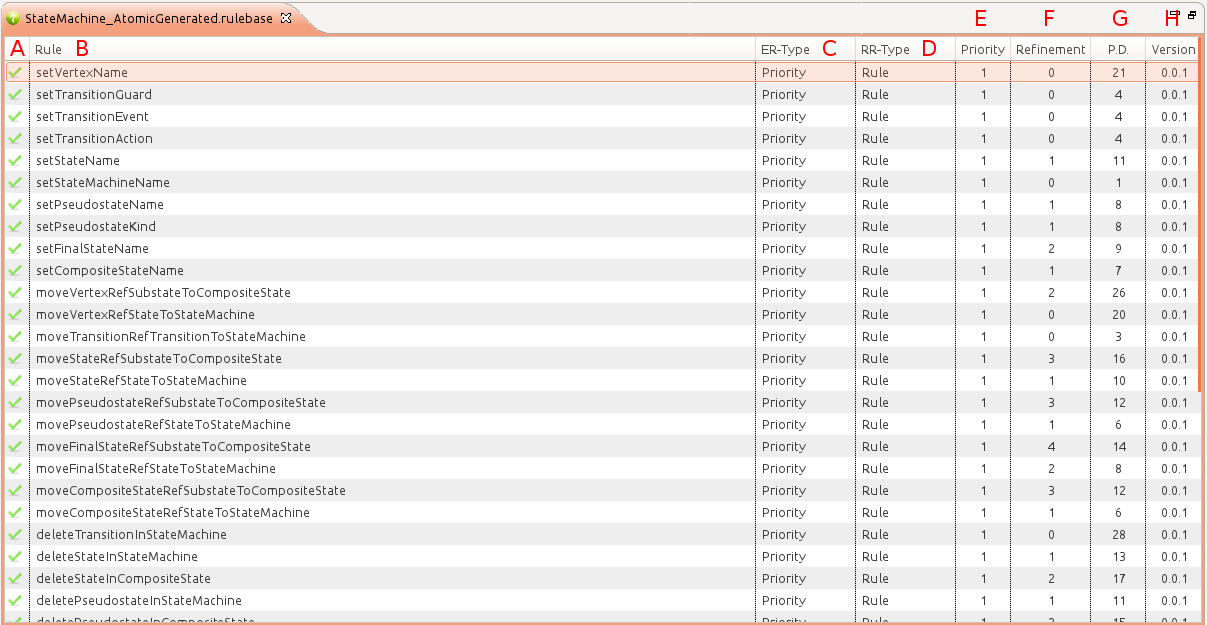 StateMachine_AtomicGenerated.rulebase E F G H
A Rule B ER-Type C RR-Type D Priority Refinement P.D. Version
setVertexName Priority Rule 1 0 21 0.0.1
setTransitionGuard Priority Rule 1 0 4 0.0.1
setTransitionEvent Priority Rule 1 0 4 0.0.1
setTransitionAction Priority Rule 1 0 4 0.0.1
setStateName Priority Rule 1 1 11 0.0.1
setStateMachineName Priority Rule 1 0 1 0.0.1
setPseudostateName Priority Rule 1 1 8 0.0.1
setPseudostateKind Priority Rule 1 1 8 0.0.1
setFinalStateName Priority Rule 1 2 9 0.0.1
setCompositeStateName Priority Rule 1 1 7 0.0.1
moveVertexRefSubstateToCompositeState Priority Rule 1 2 26 0.0.1
moveVertexRefStateToStateMachine Priority Rule 1 0 20 0.0.1
moveTransitionRefTransitionToStateMachine Priority Rule 1 0 3 0.0.1
moveStateRefSubstateToCompositeState Priority Rule 1 3 16 0.0.1
moveStateRefStateToStateMachine Priority Rule 1 1 10 0.0.1
movePseudostateRefSubstateToCompositeState Priority Rule 1 3 12 0.0.1
movePseudostateRefStateToStateMachine Priority Rule 1 1 6 0.0.1
moveFinalStateRefSubstateToCompositeState Priority Rule 1 4 14 0.0.1
moveFinalStateRefStateToStateMachine Priority Rule 1 2 8 0.0.1
moveCompositeStateRefSubstateToCompositeState Priority Rule 1 3 12 0.0.1
moveCompositeStateRefStateToStateMachine Priority Rule 1 1 6 0.0.1
deleteTransitionInStateMachine Priority Rule 1 0 28 0.0.1
deleteStateInStateMachine Priority Rule 1 1 13 0.0.1
deleteStateInCompositeState Priority Rule 1 2 17 0.0.1
deletePseudostateInStateMachine Priority Rule 1 1 11 0.0.1
deletePseudostateInCompositeState Priority Rule 1 2 15 0.0.1